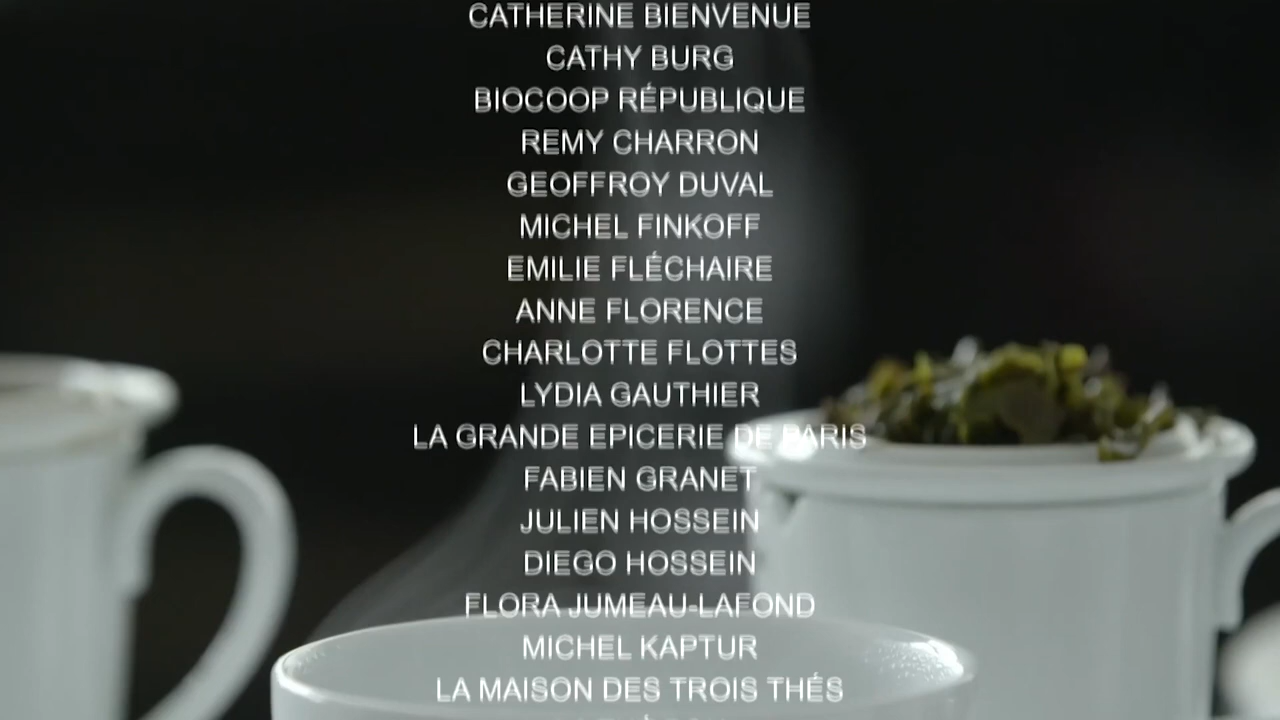 CATHERINE BIENVENUE
CATHY BURG
BIOCOOP RÉPUBLIQUE
REMY CHARRON
GEOFFROY DUVAL
MICHEL FINKOFF
EMILIE FLÉCHAIRE
ANNE FLORENCE
CHARLOTTE FLOTTES
LYDIA GAUTHIER
LA GRANDE EPICERIE DE PARIS
FABIEN GRANET
JULIEN HOSSEIN
DIEGO HOSSEIN
FLORA JUMEAU-LAFOND
MICHEL KAPTUR
LA MAISON DES TROIS THÉS